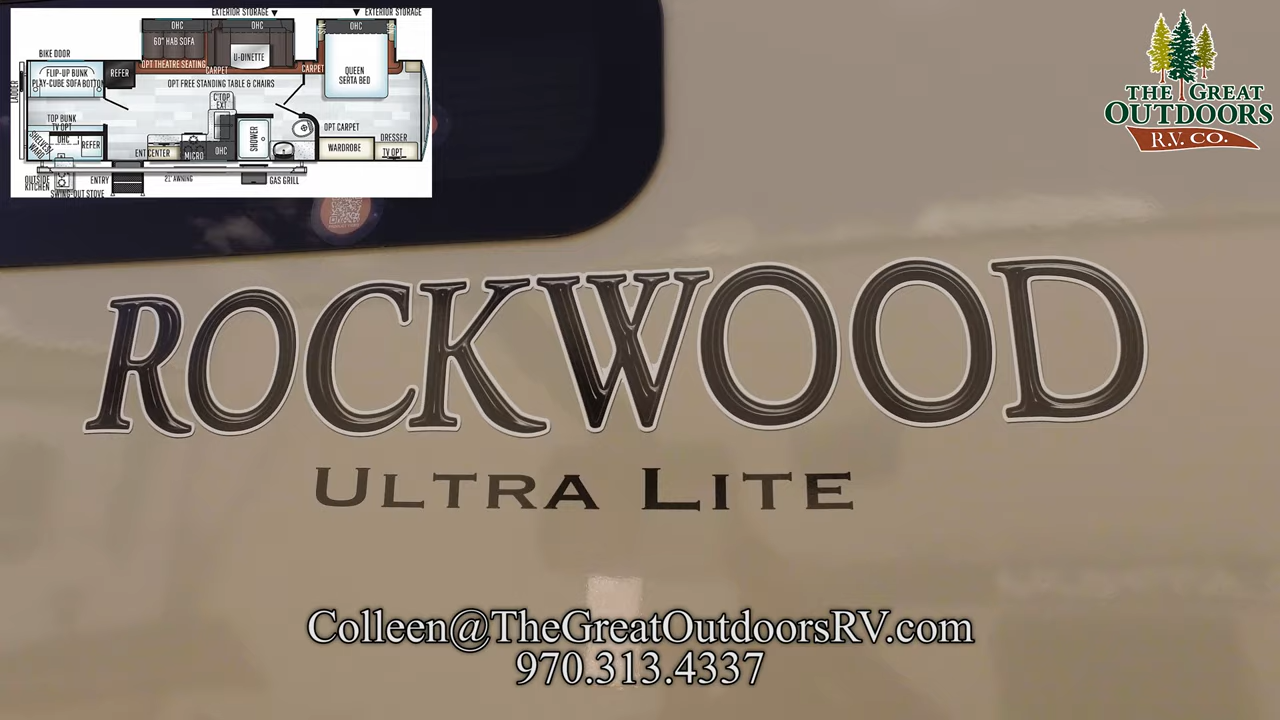 EXTERIOR STORAGE ▼
▼ EXTERIOR STORAGE
OHC
OHC
OHC
60" HAB SOFA
U-DINETTE
OPT THEATRE SEATING
CARPET
CARPET
QUEEN
SERTA BED
BIKE DOOR
FLIP-UP BUNK
PLAY-CUBE SOFA BOTTOM
REFER
LADDER
OPT FREE STANDING TABLE & CHAIRS
C'TOP
EXT
TOP BUNK
TV OPT
OHC
REFER
ENT CENTER
MICRO
OHC
SHOWER
OPT CARPET
WARDROBE
DRESSER
TV OPT
OUTSIDE
KITCHEN
ENTRY
SWING-OUT STOVE
21' AWNING
GAS GRILL
THE GREAT
OUTDOORS
R.V. CO.
ROCKWOOD
ULTRA LITE
Colleen@TheGreatOutdoorsRV.com
970.313.4337